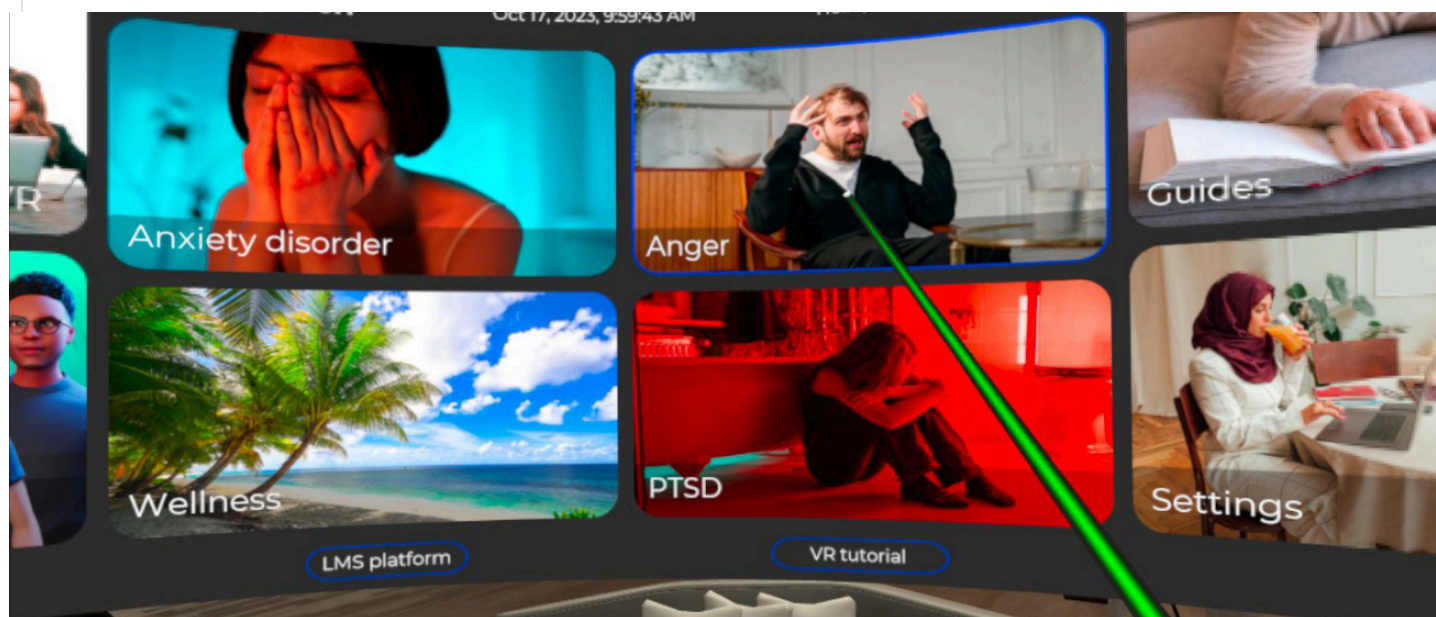 Oct 17, 2023, 9:59:43 AM
Anxiety disorder
Anger
Guides
Wellness
PTSD
Settings
LMS platform
VR tutorial